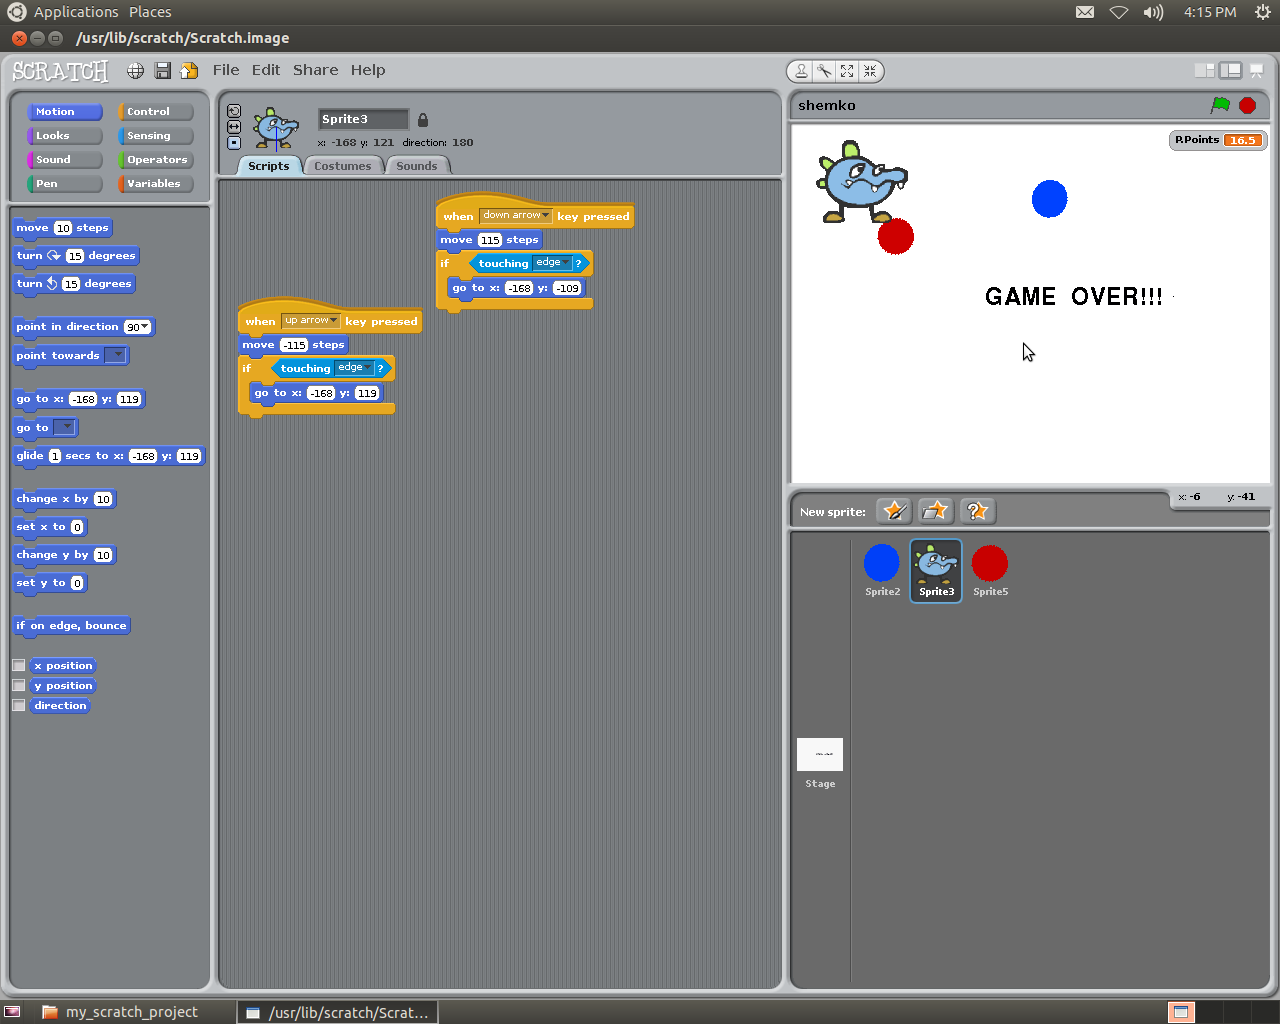 Applications Places
4:15 PM
/usr/lib/scratch/Scratch.image
SCRATCH
File Edit Share Help
Motion Control
Looks Sensing
Sound Operators
Pen Variables
move 10 steps
turn 15 degrees
turn 15 degrees
point in direction 90
point towards
go to x: -168 y: 119
go to
glide 1 secs to x: -168 y: 119
change x by 10
set x to 0
change y by 10
set y to 0
if on edge, bounce
x position
y position
direction
Sprite3
x: -168 y: 121 direction: 180
Scripts Costumes Sounds
when down arrow key pressed
move 115 steps
if touching edge ?
go to x: -168 y: -109
when up arrow key pressed
move -115 steps
if touching edge ?
go to x: -168 y: 119
shemko
P.Points 16.5
GAME OVER!!!
x: -6 y: -41
New sprite:
Sprite2 Sprite3 Sprite5
Stage
my_scratch_project
/usr/lib/scratch/Scrat...